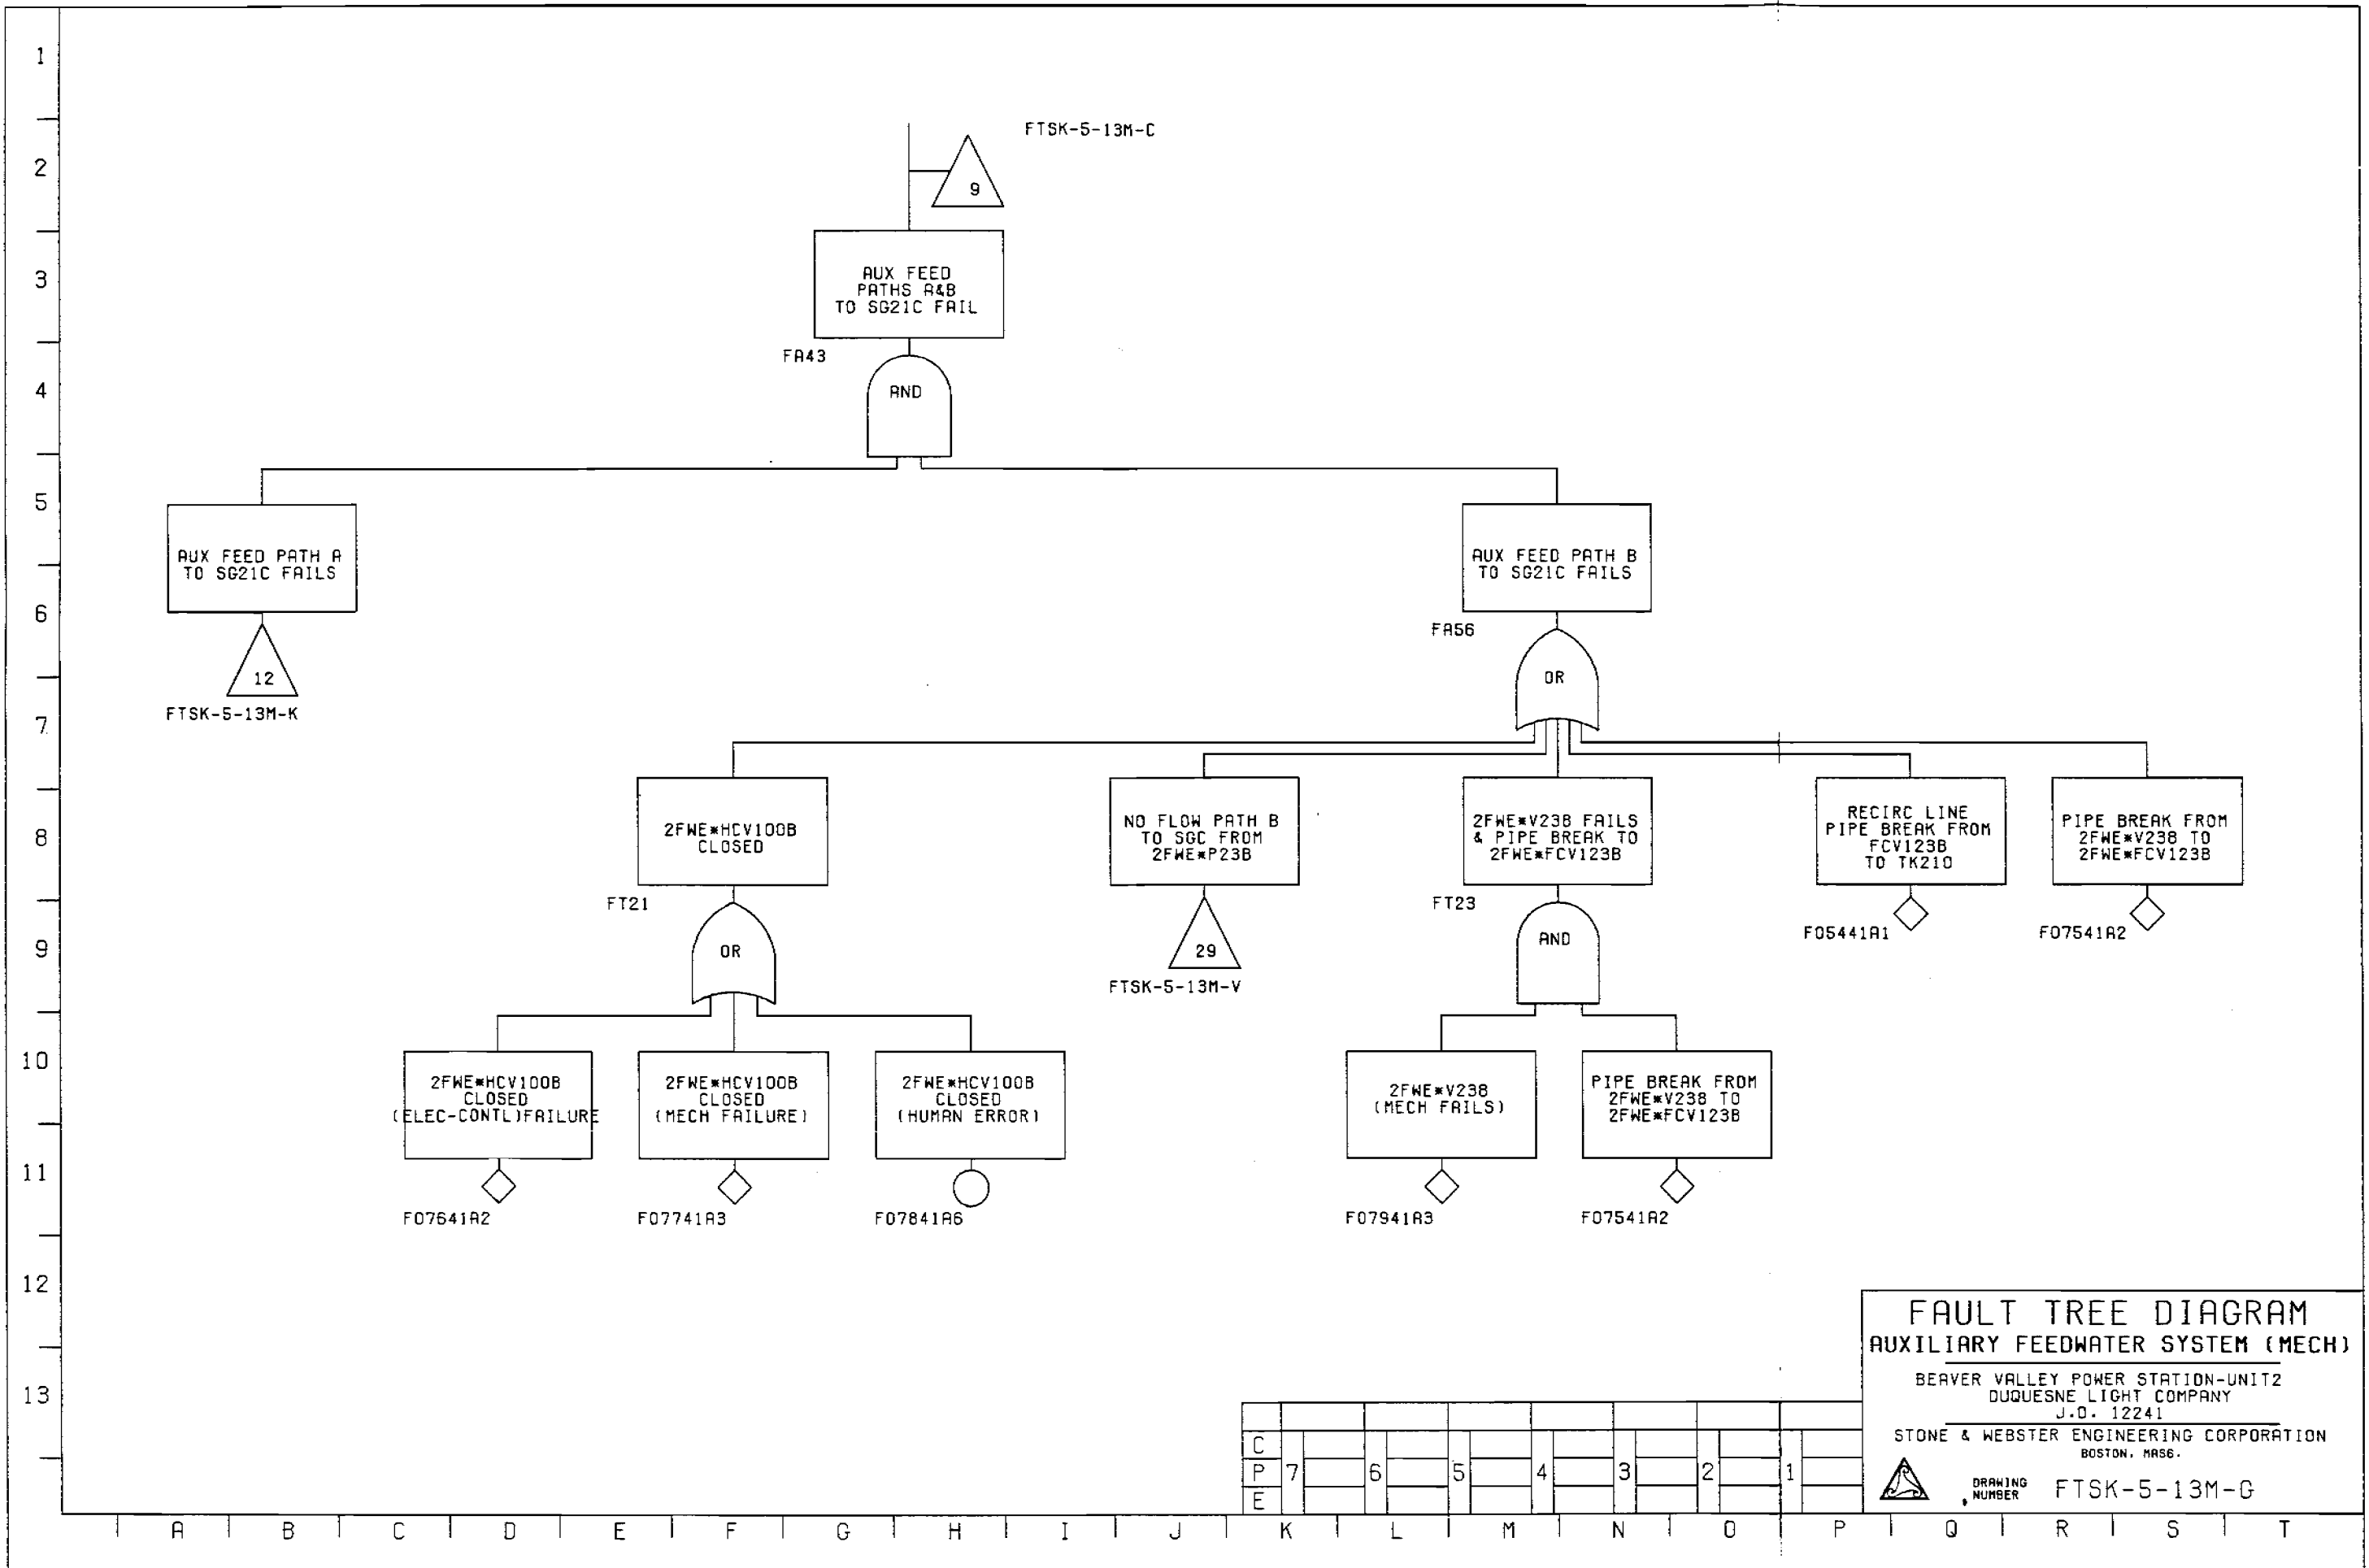 1
FTSK-5-13M-C
2
9
3
AUX FEED
PATHS A&B
TO SG21C FAIL
FA43
4
AND
5
AUX FEED PATH A
TO SG21C FAILS
AUX FEED PATH B
TO SG21C FAILS
6
FA56
12
OR
FTSK-5-13M-K
7
2FWE*HCV100B
CLOSED
NO FLOW PATH B
TO SGC FROM
2FWE*P23B
2FWE*V238 FAILS
& PIPE BREAK TO
2FWE*FCV123B
RECIRC LINE
PIPE BREAK FROM
FCV123B
TO TK210
PIPE BREAK FROM
2FWE*V238 TO
2FWE*FCV123B
8
FT21
FT23
F05441A1
F07541A2
9
OR
29
AND
FTSK-5-13M-V
10
2FWE*HCV100B
CLOSED
(ELEC-CONTL)FAILURE
2FWE*HCV100B
CLOSED
(MECH FAILURE)
2FWE*HCV100B
CLOSED
(HUMAN ERROR)
2FWE*V238
(MECH FAILS)
PIPE BREAK FROM
2FWE*V238 TO
2FWE*FCV123B
11
F07641A2
F07741A3
F07841A6
F07941A3
F07541A2
12
13
FAULT TREE DIAGRAM
AUXILIARY FEEDWATER SYSTEM (MECH)
BEAVER VALLEY POWER STATION-UNIT2
DUQUESNE LIGHT COMPANY
J.O. 12241
STONE & WEBSTER ENGINEERING CORPORATION
BOSTON, MASS.
DRAWING
NUMBER
FTSK-5-13M-G
C
P 7 6 5 4 3 2 1
E
A B C D E F G H I J K L M N O P Q R S T